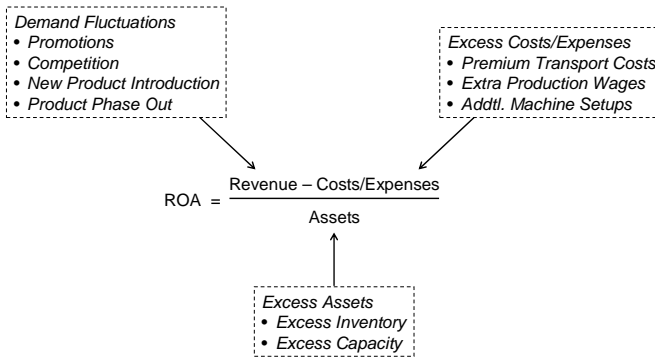 Demand Fluctuations
• Promotions
• Competition
• New Product Introduction
• Product Phase Out
Excess Costs/Expenses
• Premium Transport Costs
• Extra Production Wages
• Addtl. Machine Setups
Revenue – Costs/Expenses
ROA =
Assets
Excess Assets
• Excess Inventory
• Excess Capacity